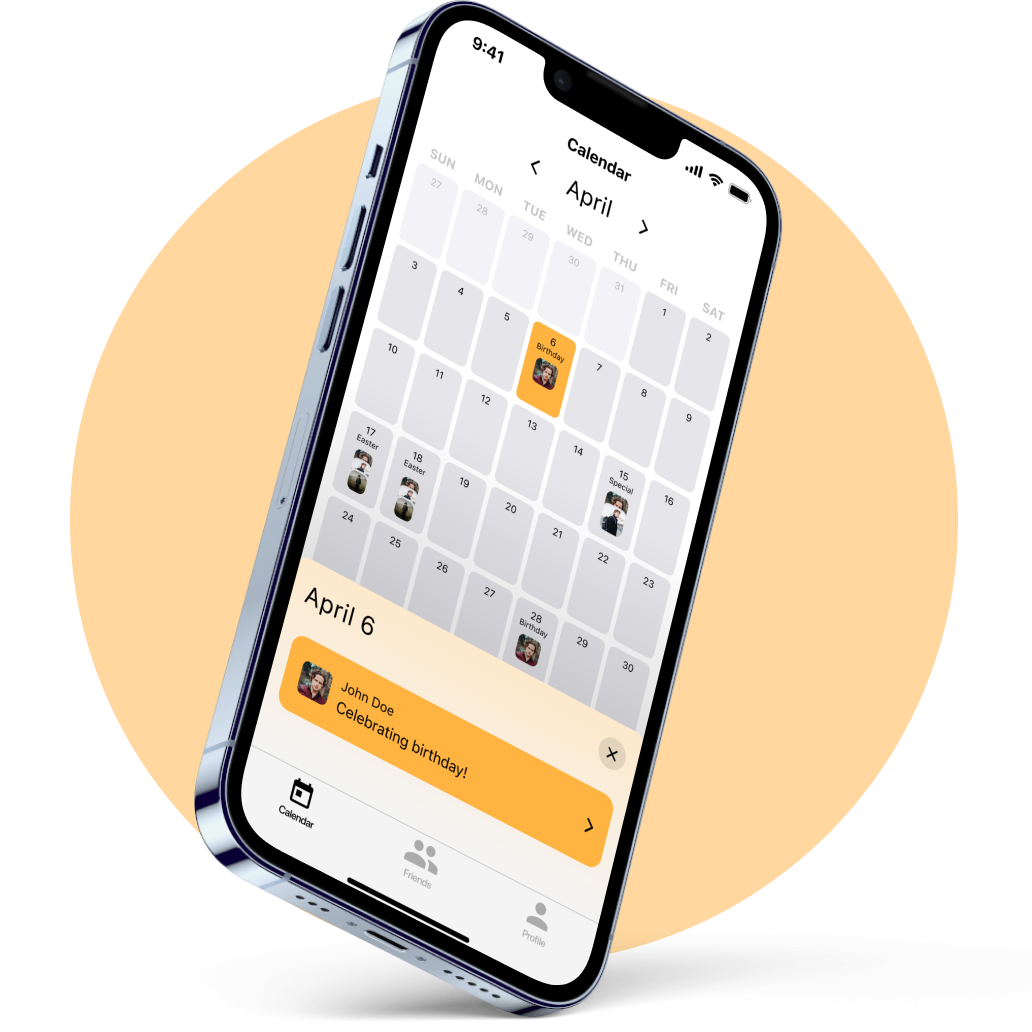 9:41
Calendar
April
SUN MON TUE WED THU FRI SAT
27 28 29 30 31 1 2
3 4 5 6 7 8 9
Birthday
10 11 12 13 14 15 16
Special
17 18 19 20 21 22 23
Easter Easter
24 25 26 27 28 29 30
Birthday
April 6
John Doe
Celebrating birthday!
Calendar
Friends
Profile